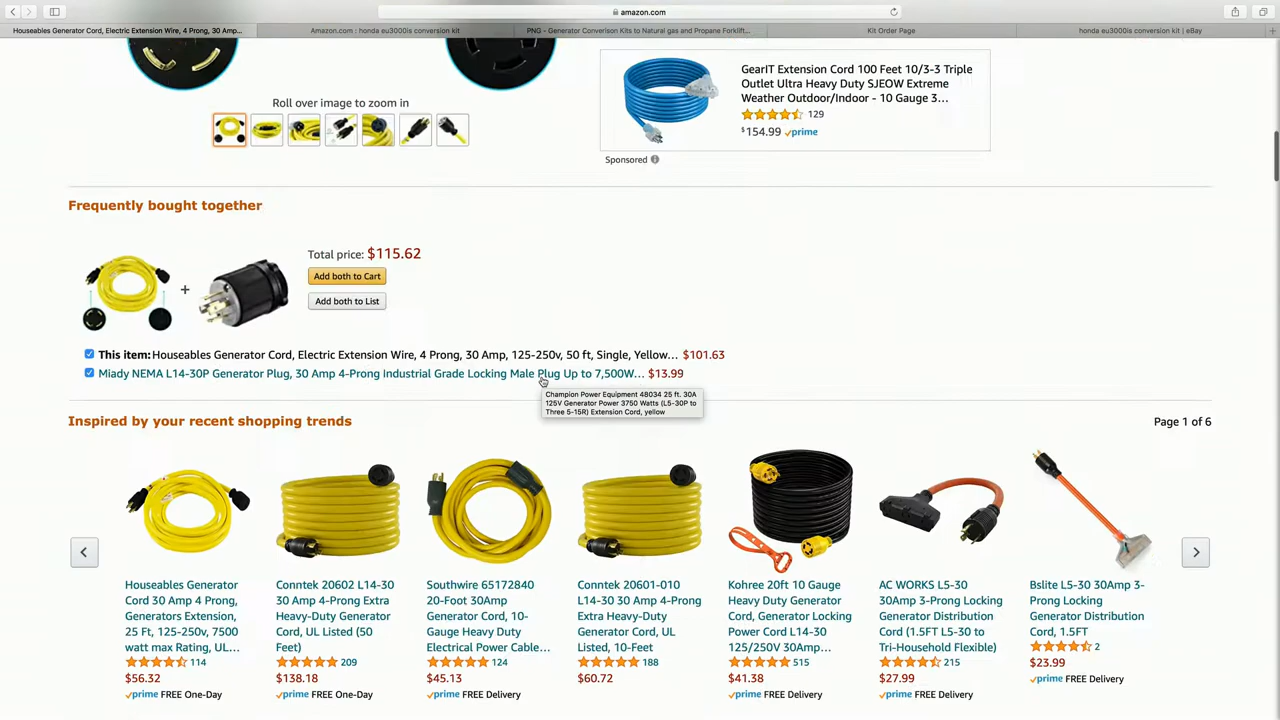 amazon.com
Houseables Generator Cord, Electric Extension Wire, 4 Prong, 30 Amp...
Amazon.com : honda eu3000is conversion kit
PNG - Generator Converison Kits to Natural gas and Propane Forklift...
Kit Order Page
honda eu3000is conversion kit | eBay
GearIT Extension Cord 100 Feet 10/3-3 Triple
Outlet Ultra Heavy Duty SJEOW Extreme
Weather Outdoor/Indoor - 10 Gauge 3...
129
$154.99 prime
Roll over image to zoom in
Sponsored
Frequently bought together
Total price: $115.62
Add both to Cart
Add both to List
This item: Houseables Generator Cord, Electric Extension Wire, 4 Prong, 30 Amp, 125-250v, 50 ft, Single, Yellow... $101.63
Miady NEMA L14-30P Generator Plug, 30 Amp 4-Prong Industrial Grade Locking Male Plug Up to 7,500W... $13.99
Champion Power Equipment 48034 25 ft. 30A
125V Generator Power 3750 Watts (L5-30P to
Three 5-15R) Extension Cord, yellow
Inspired by your recent shopping trends
Page 1 of 6
Houseables Generator
Cord 30 Amp 4 Prong,
Generators Extension,
25 Ft, 125-250v, 7500
watt max Rating, UL...
114
$56.32
prime FREE One-Day
Conntek 20602 L14-30
30 Amp 4-Prong Extra
Heavy-Duty Generator
Cord, UL Listed (50
Feet)
209
$138.18
prime FREE One-Day
Southwire 65172840
20-Foot 30Amp
Generator Cord, 10-
Gauge Heavy Duty
Electrical Power Cable...
124
$45.13
prime FREE Delivery
Conntek 20601-010
L14-30 30 Amp 4-Prong
Extra Heavy-Duty
Generator Cord, UL
Listed, 10-Feet
188
$60.72
Kohree 20ft 10 Gauge
Heavy Duty Generator
Cord, Generator Locking
Power Cord L14-30
125/250V 30Amp...
515
$41.38
prime FREE Delivery
AC WORKS L5-30
30Amp 3-Prong Locking
Generator Distribution
Cord (1.5FT L5-30 to
Tri-Household Flexible)
215
$27.99
prime FREE Delivery
Bslite L5-30 30Amp 3-
Prong Locking
Generator Distribution
Cord, 1.5FT
2
$23.99
prime FREE Delivery